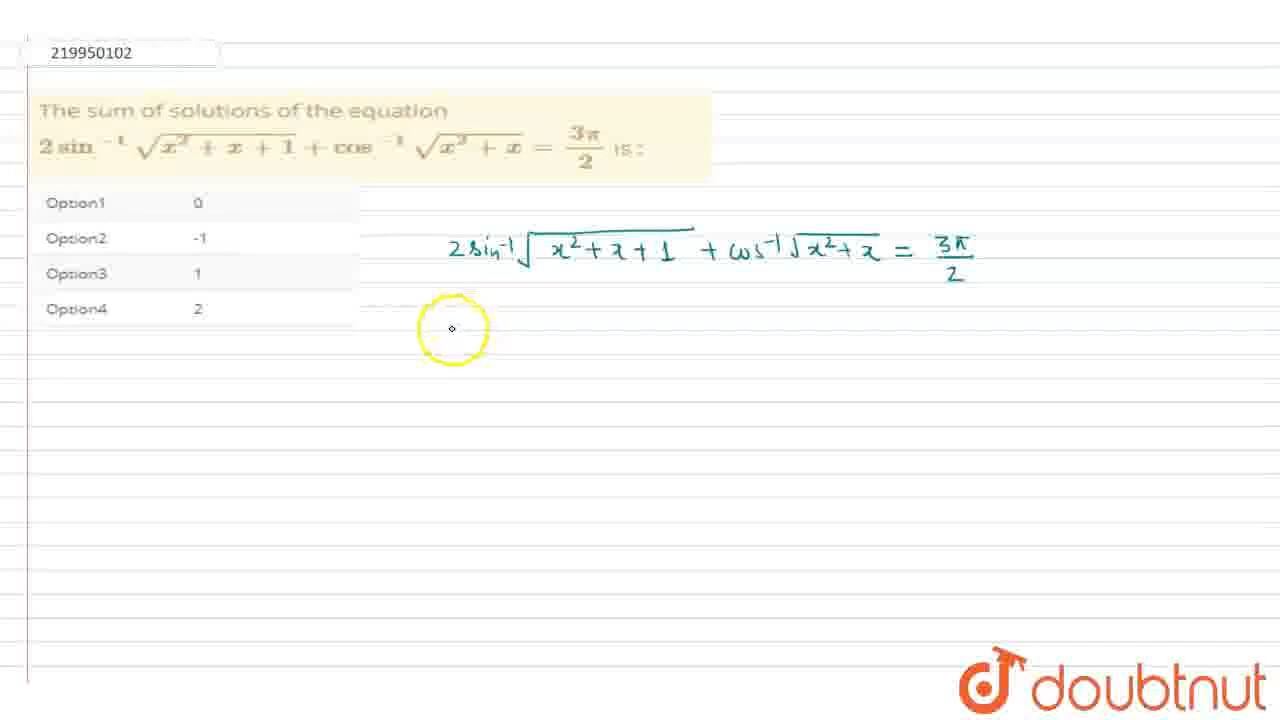 219950102
The sum of solutions of the equation
2 sin ⁻¹ √(x² + x + 1) + cos ⁻¹ √(x² + x) = 3π/2 is :
Option1 0
Option2 -1
Option3 1
Option4 2
2 sin⁻¹ √(x² + x + 1) + cos⁻¹ √(x² + x) = 3π/2
doubtnut